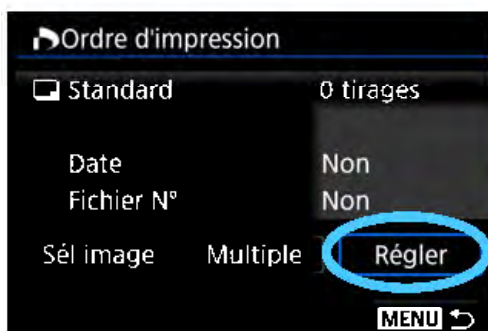 Ordre d'impression
Standard 0 tirages
Date Non
Fichier N° Non
Sél image Multiple Régler
MENU